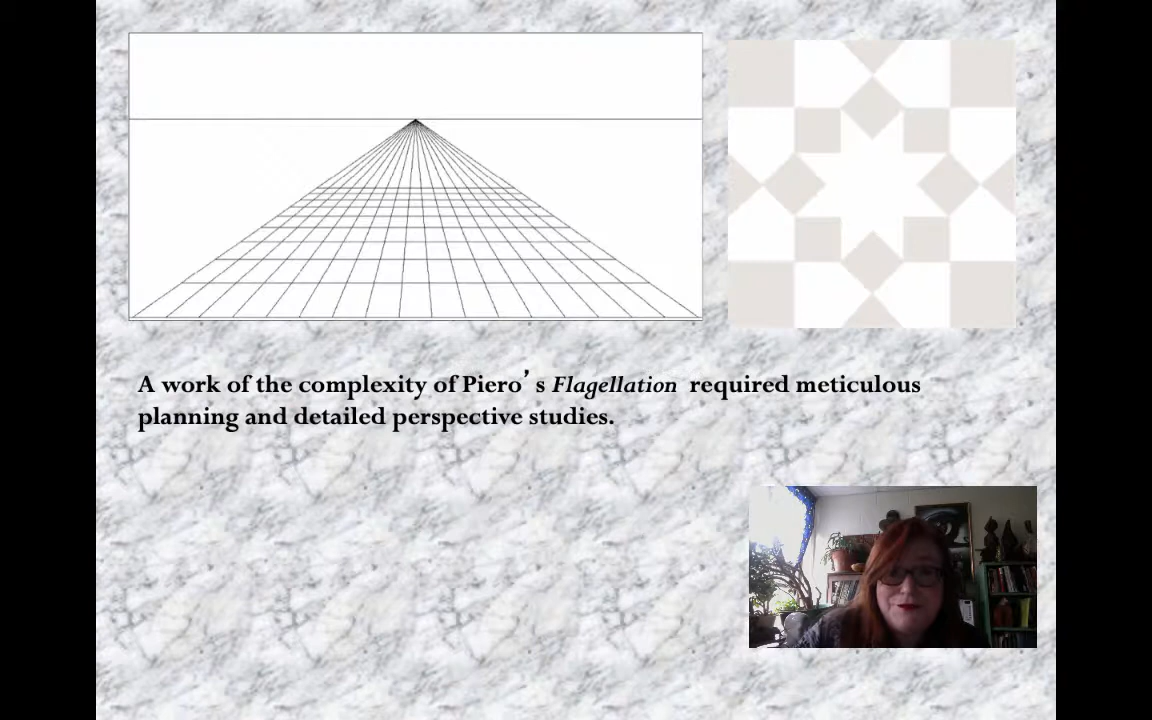 A work of the complexity of Piero’s Flagellation required meticulous
planning and detailed perspective studies.